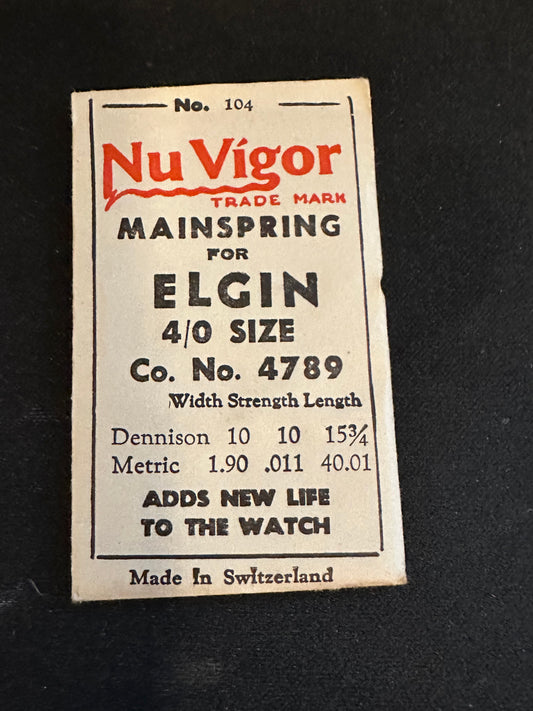 No. 104
Nu Vigor
TRADE MARK
MAINSPRING
FOR
ELGIN
4/0 SIZE
Co. No. 4789
Width Strength Length
Dennison 10 10 15¾
Metric 1.90 .011 40.01
ADDS NEW LIFE
TO THE WATCH
Made In Switzerland